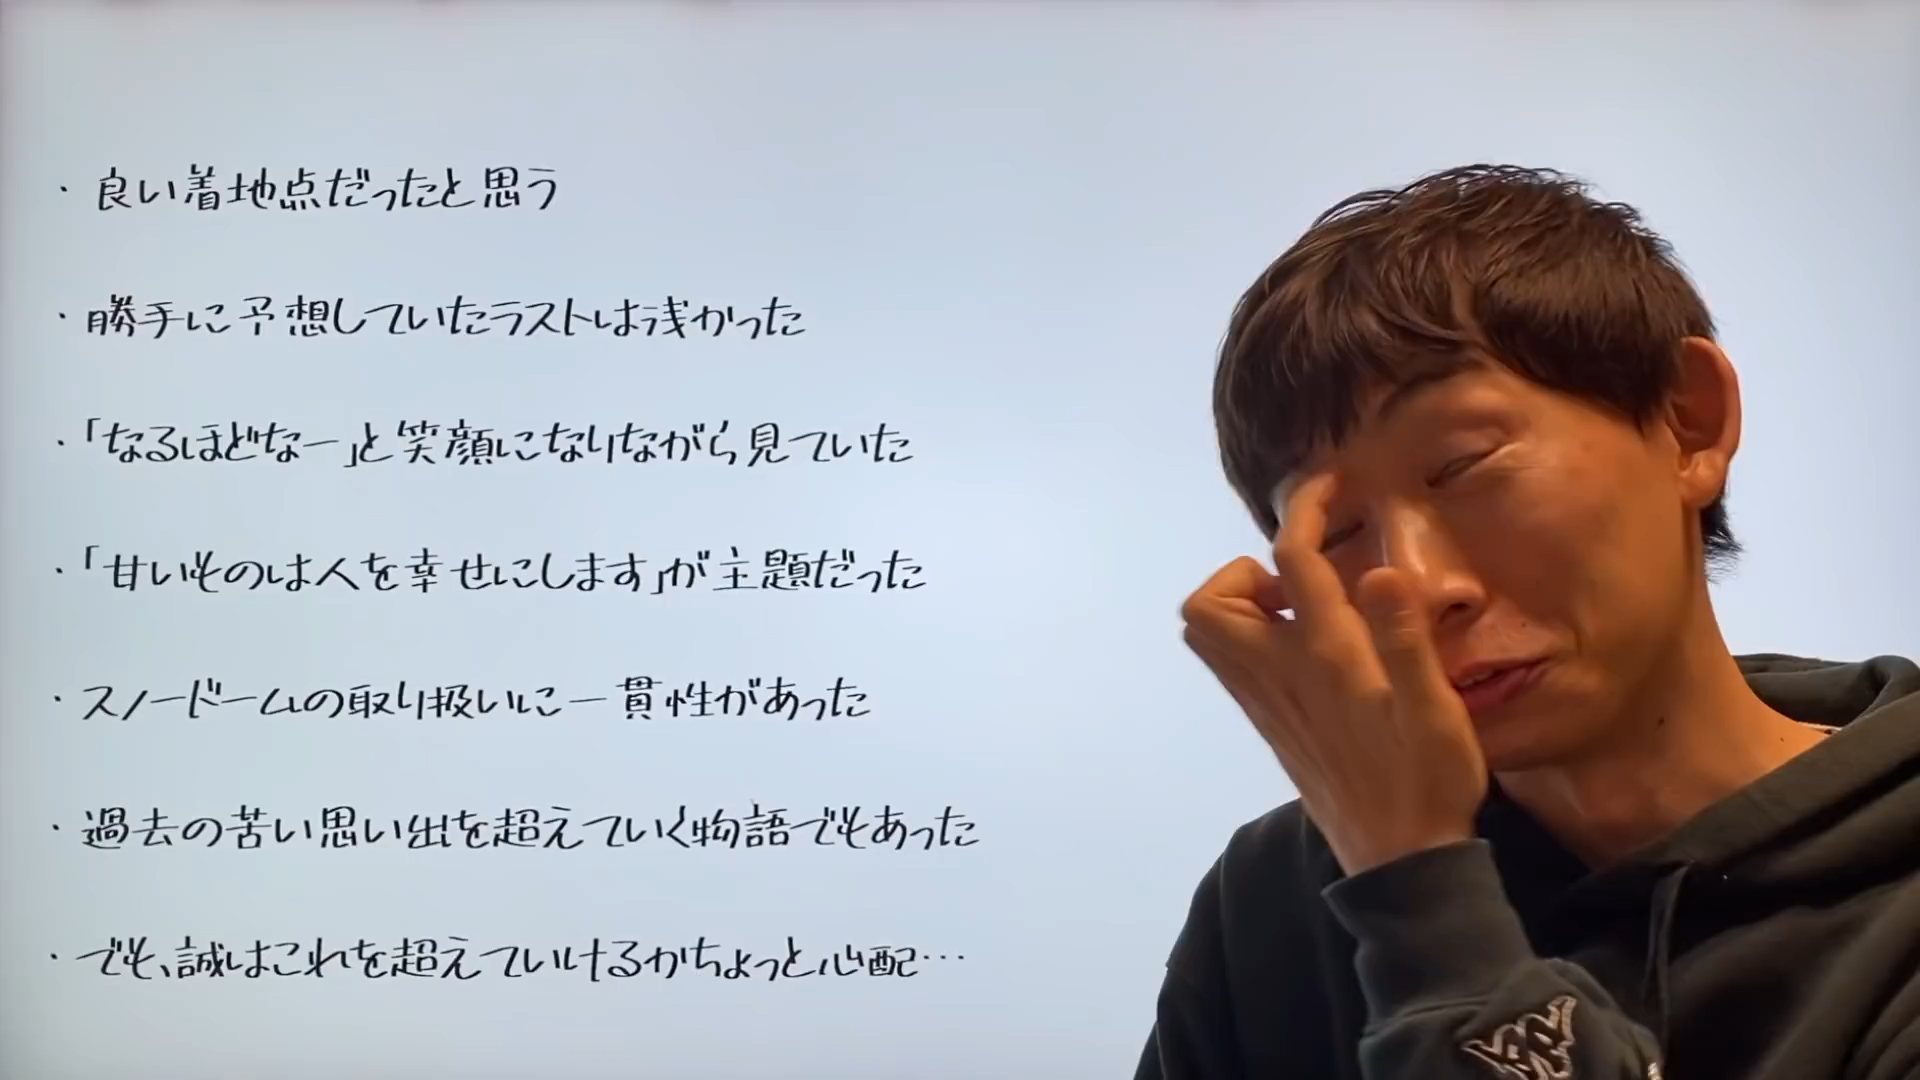 ・良い着地点だったと思う
・勝手に予想していたラストは浅かった
・「なるほどなー」と笑顔になりながら見ていた
・「甘いものは人を幸せにします」が主題だった
・スノードームの取り扱いに一貫性があった
・過去の苦い思い出を超えていく物語でもあった
・でも、誠はこれを超えていけるかちょっと心配…